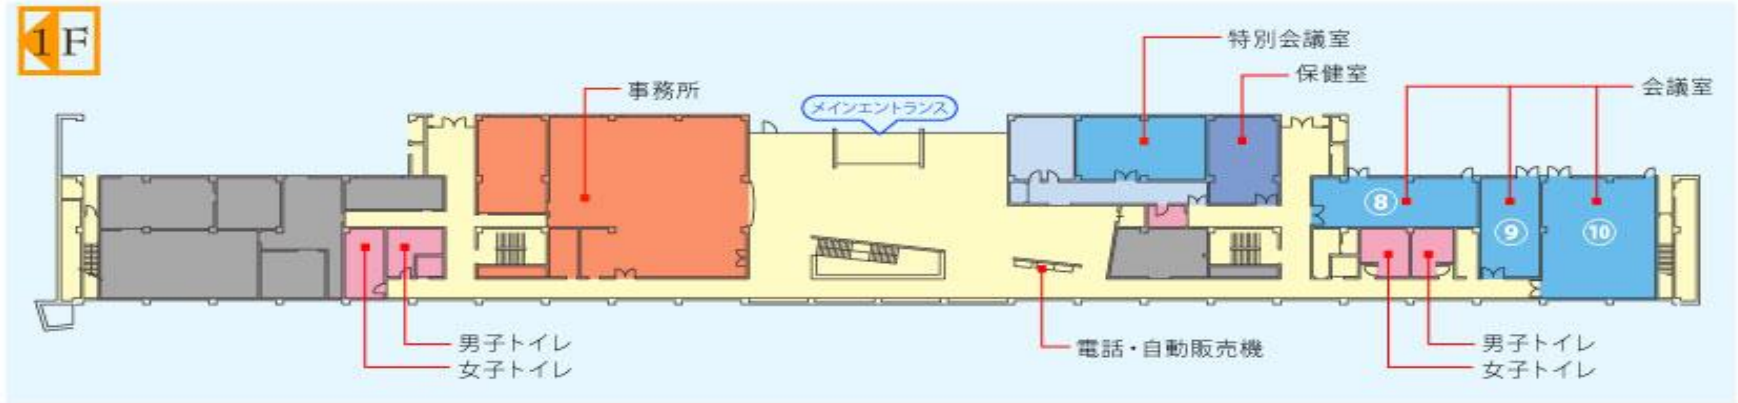 1F
特別会議室
保健室
会議室
事務所
メインエントランス
⑧
⑨
⑩
男子トイレ
女子トイレ
電話・自動販売機
男子トイレ
女子トイレ